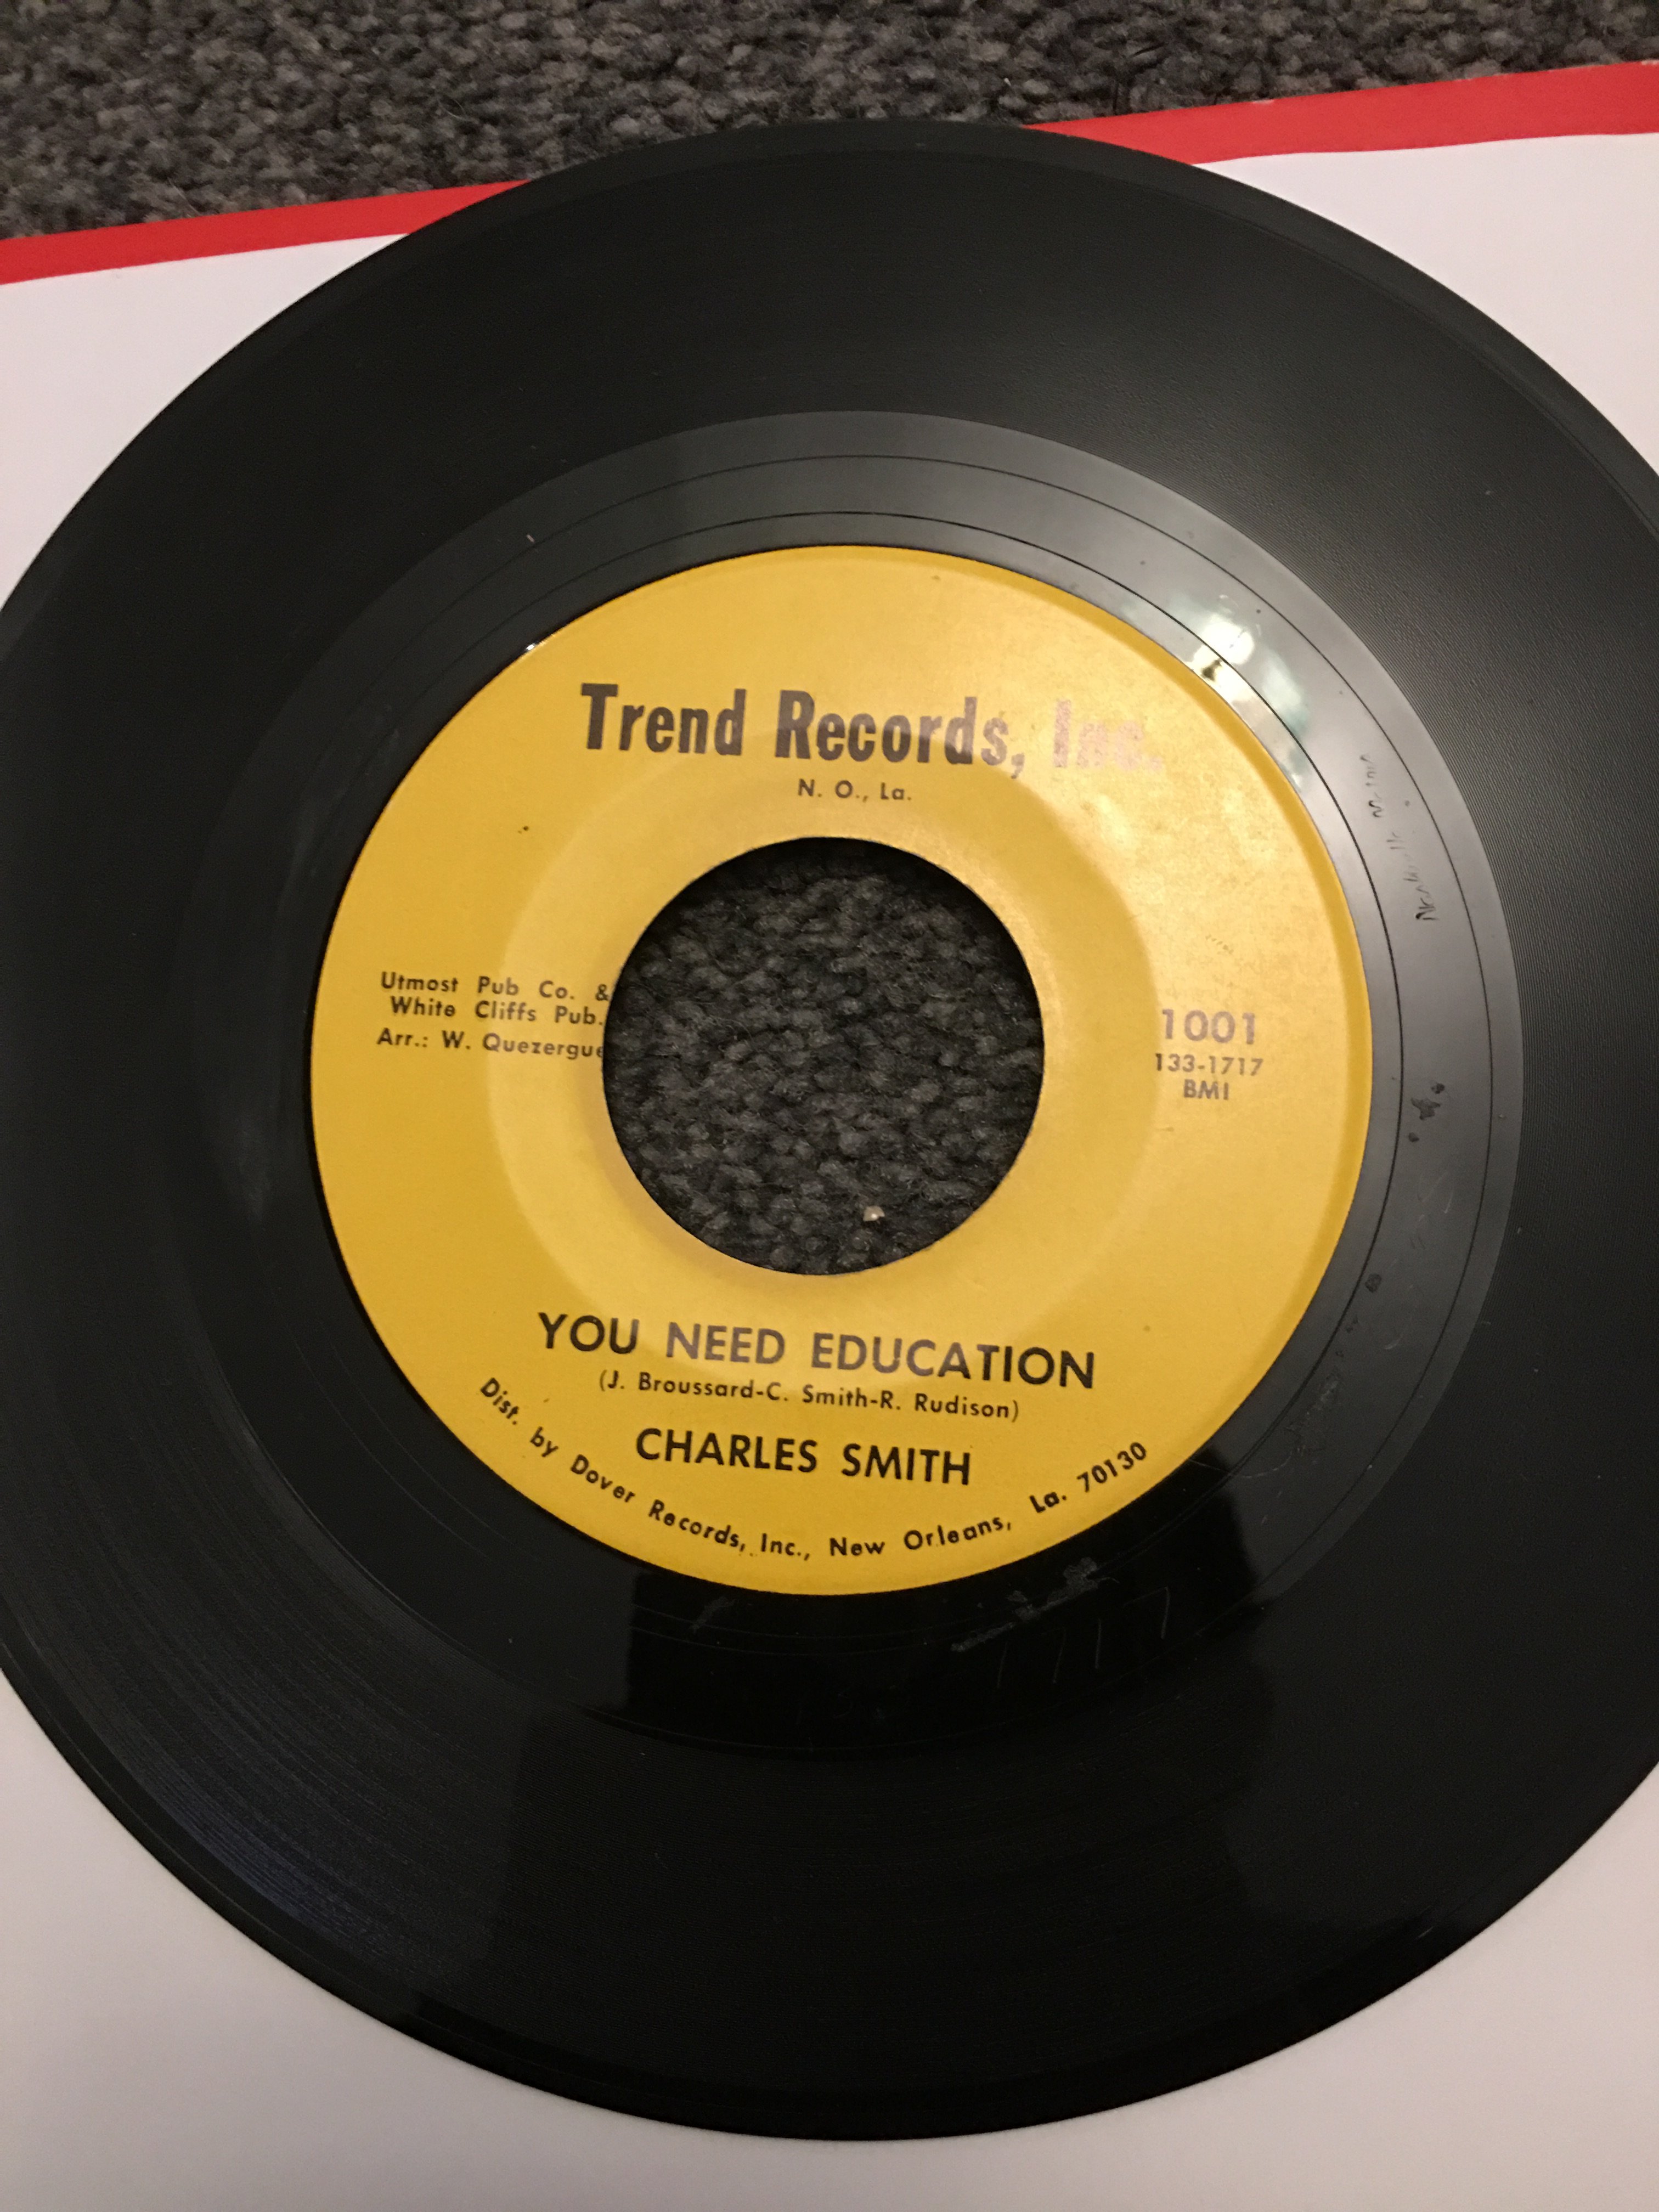 Trend Records, Inc.
N. O., La.
Utmost Pub Co. &
White Cliffs Pub.
Arr.: W. Quezergue
1001
133-1717
BMI
YOU NEED EDUCATION
(J. Broussard-C. Smith-R. Rudison)
CHARLES SMITH
Dist. by Dover Records, Inc., New Orleans, La. 70130